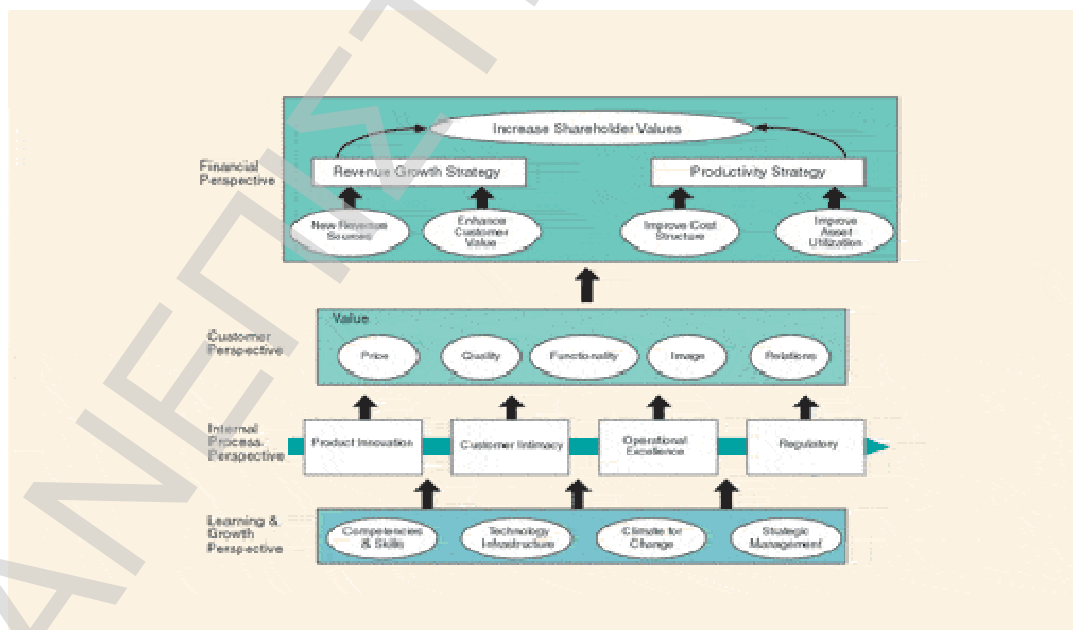 Increase Shareholder Values
Financial
Perspective
Revenue Growth Strategy
Productivity Strategy
New Revenue
Sources
Enhance
Customer
Value
Improve Cost
Structure
Improve
Asset
Utilization
Value
Customer
Perspective
Price
Quality
Functionality
Image
Relations
Internal
Process
Perspective
Product Innovation
Customer Intimacy
Operational
Excellence
Regulatory
Learning &
Growth
Perspective
Competencies
& Skills
Technology
Infrastructure
Climate for
Change
Strategic
Management
ΑΝΕΠΙΣΤ